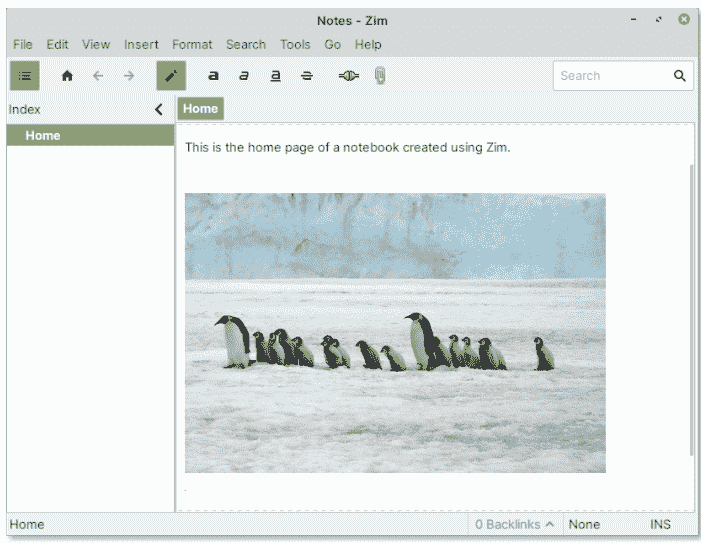 Notes - Zim
File Edit View Insert Format Search Tools Go Help
a a a a
Search
Index
Home
Home
This is the home page of a notebook created using Zim.
Home
0 Backlinks
None
INS